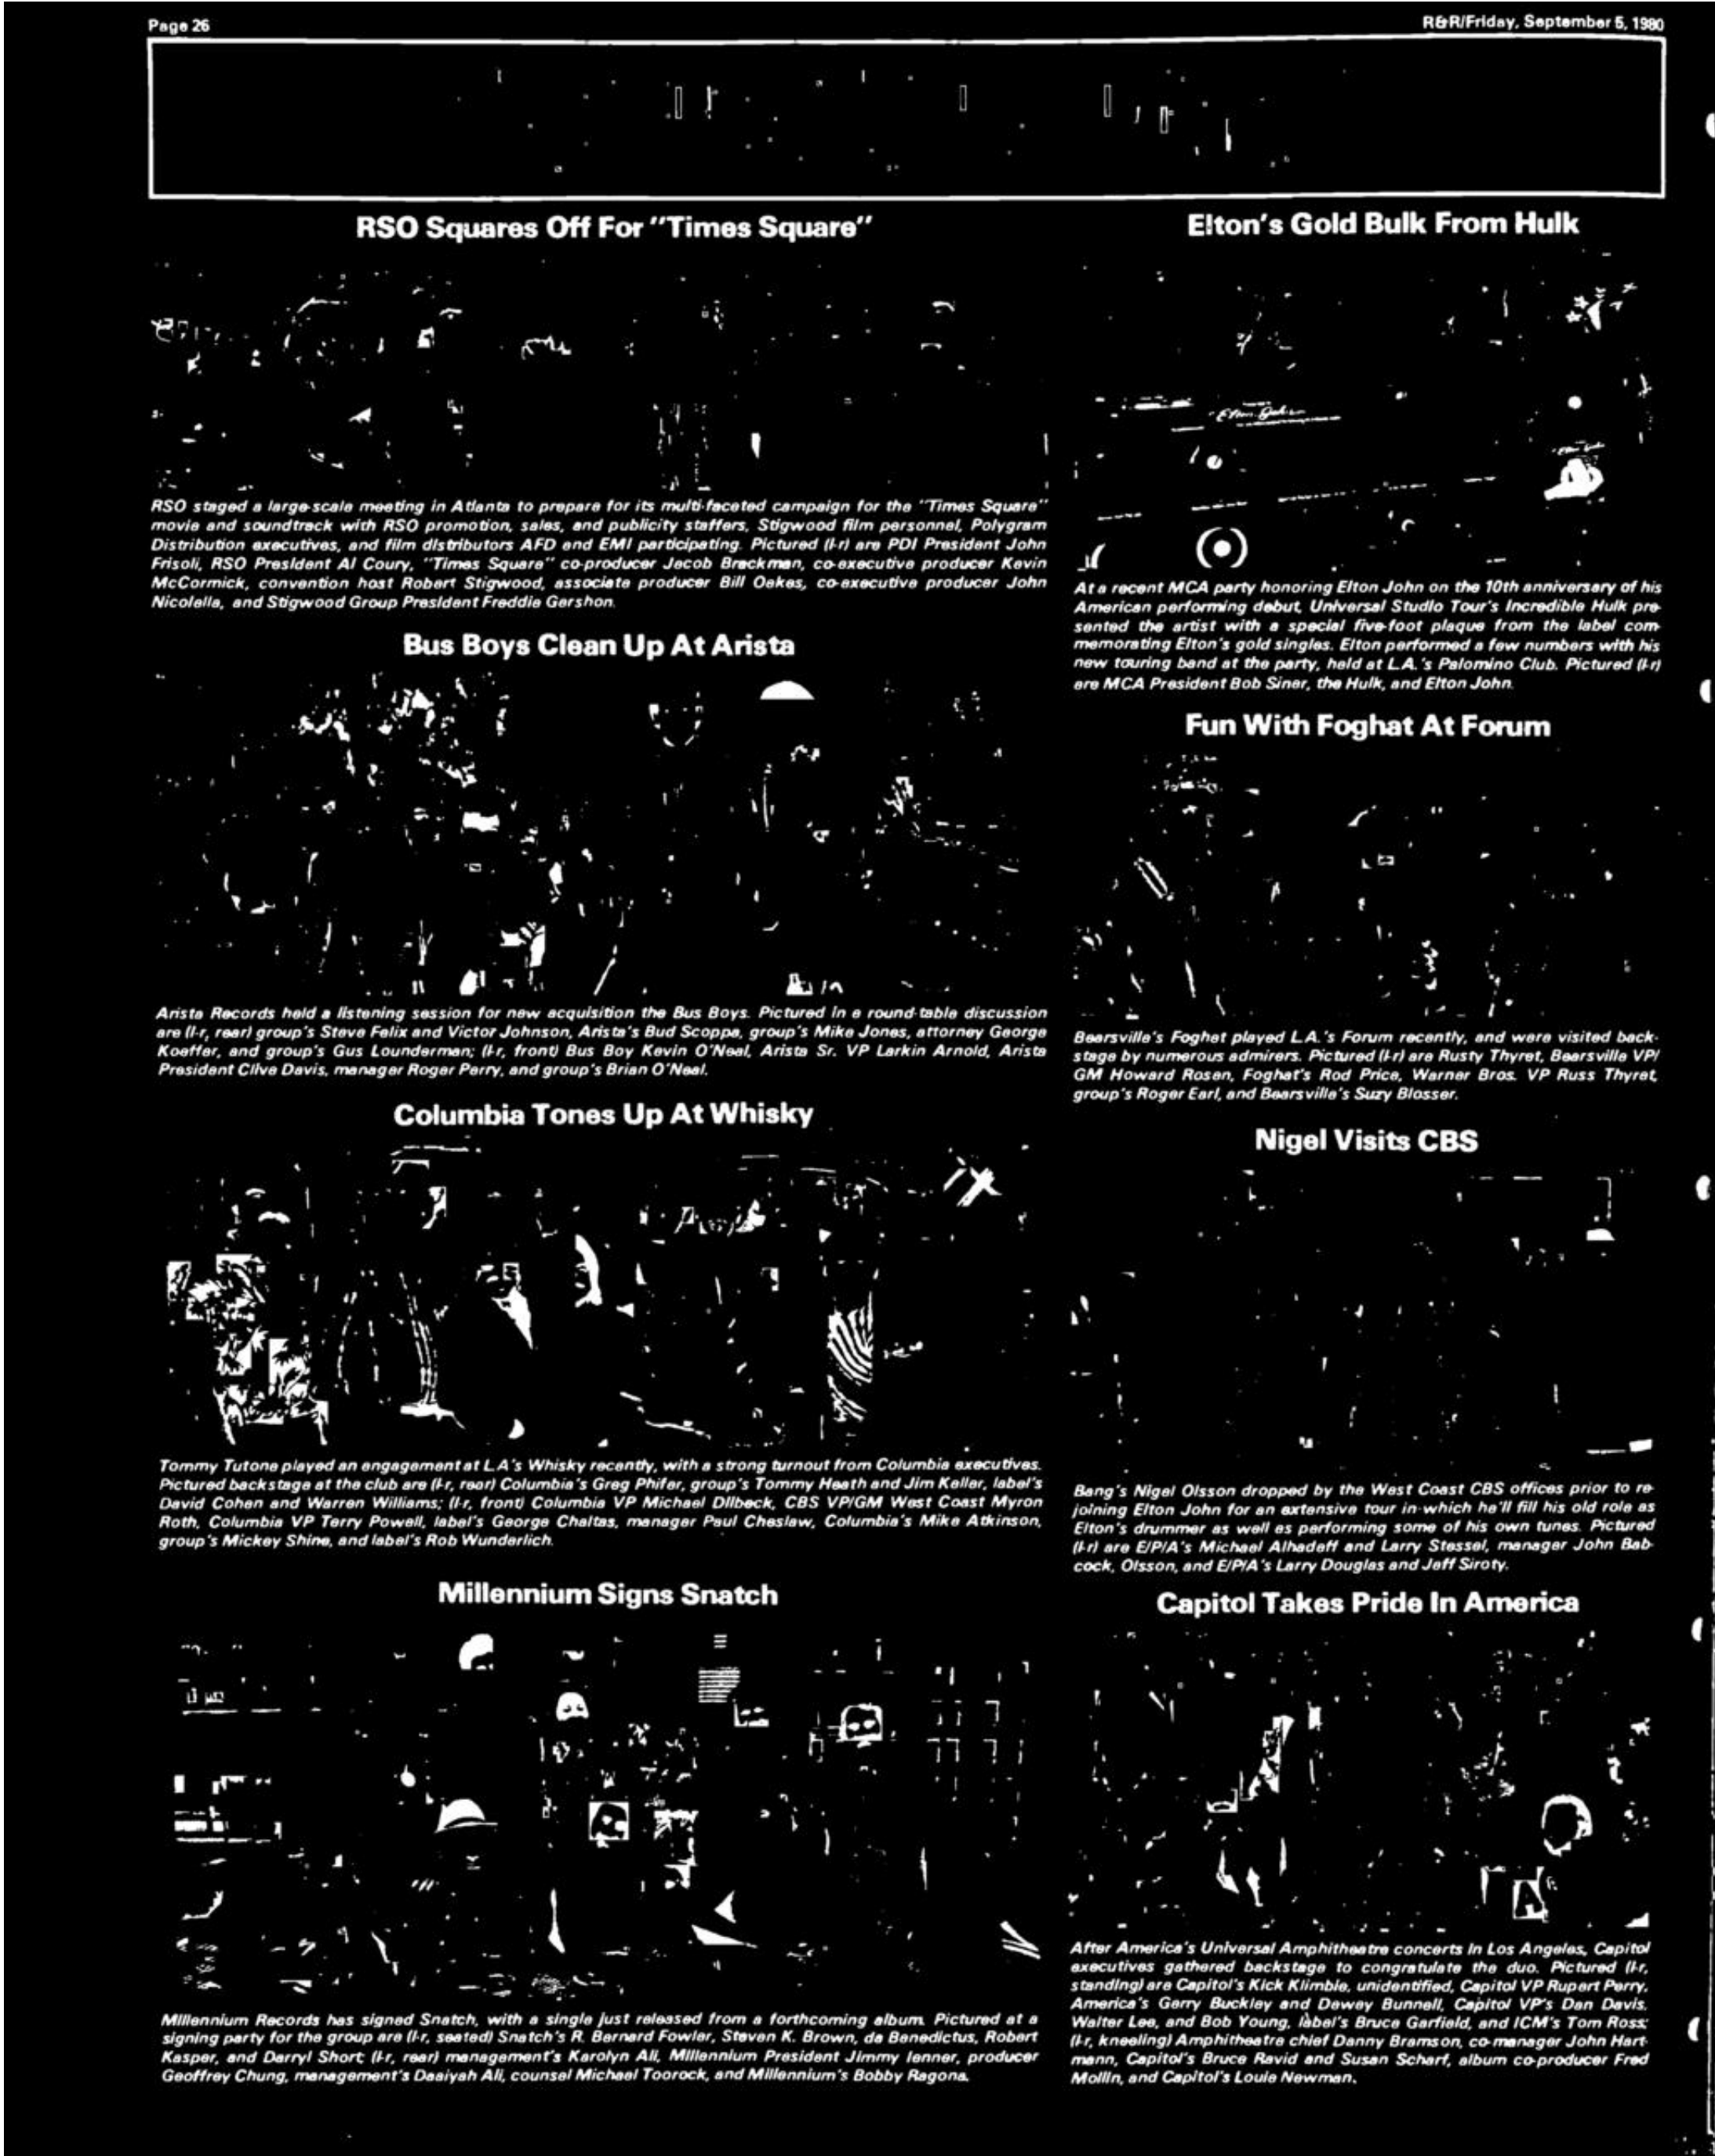 Page 26
R&R/Friday, September 5, 1980
RSO Squares Off For "Times Square"
RSO staged a large-scale meeting in Atlanta to prepare for its multi-faceted campaign for the "Times Square"
movie and soundtrack with RSO promotion, sales, and publicity staffers, Stigwood film personnel, Polygram
Distribution executives, and film distributors AFD and EMI participating. Pictured (l-r) are PDI President John
Frisoli, RSO President Al Coury, "Times Square" co-producer Jacob Brackman, co-executive producer Kevin
McCormick, convention host Robert Stigwood, associate producer Bill Oakes, co-executive producer John
Nicolella, and Stigwood Group President Freddie Gershon.
Bus Boys Clean Up At Arista
Arista Records held a listening session for new acquisition the Bus Boys. Pictured in a round-table discussion
are (l-r, rear) group's Steve Felix and Victor Johnson, Arista's Bud Scoppa, group's Mike Jones, attorney George
Koeffer, and group's Gus Lounderman; (l-r, front) Bus Boy Kevin O'Neal, Arista Sr. VP Larkin Arnold, Arista
President Clive Davis, manager Roger Perry, and group's Brian O'Neal.
Columbia Tones Up At Whisky
Tommy Tutone played an engagement at L.A's Whisky recently, with a strong turnout from Columbia executives.
Pictured backstage at the club are (l-r, rear) Columbia's Greg Phifer, group's Tommy Heath and Jim Keller, label's
David Cohen and Warren Williams; (l-r, front) Columbia VP Michael Dilbeck, CBS VP/GM West Coast Myron
Roth, Columbia VP Terry Powell, label's George Chaltas, manager Paul Cheslaw, Columbia's Mike Atkinson,
group's Mickey Shine, and label's Rob Wunderlich.
Millennium Signs Snatch
Millennium Records has signed Snatch, with a single just released from a forthcoming album. Pictured at a
signing party for the group are (l-r, seated) Snatch's R. Bernard Fowler, Steven K. Brown, de Benedictus, Robert
Kasper, and Darryl Short; (l-r, rear) management's Karolyn Ali, Millennium President Jimmy Ienner, producer
Geoffrey Chung, management's Daaiyah Ali, counsel Michael Toorock, and Millennium's Bobby Ragona.
Elton's Gold Bulk From Hulk
Elton John
At a recent MCA party honoring Elton John on the 10th anniversary of his
American performing debut, Universal Studio Tour's Incredible Hulk pre-
sented the artist with a special five-foot plaque from the label com-
memorating Elton's gold singles. Elton performed a few numbers with his
new touring band at the party, held at L.A.'s Palomino Club. Pictured (l-r)
are MCA President Bob Siner, the Hulk, and Elton John.
Fun With Foghat At Forum
Bearsville's Foghat played L.A.'s Forum recently, and were visited back-
stage by numerous admirers. Pictured (l-r) are Rusty Thyret, Bearsville VP/
GM Howard Rosen, Foghat's Rod Price, Warner Bros. VP Russ Thyret,
group's Roger Earl, and Bearsville's Suzy Blosser.
Nigel Visits CBS
Bang's Nigel Olsson dropped by the West Coast CBS offices prior to re-
joining Elton John for an extensive tour in which he'll fill his old role as
Elton's drummer as well as performing some of his own tunes. Pictured
(l-r) are E/P/A's Michael Alhadeff and Larry Stessel, manager John Bab-
cock, Olsson, and E/P/A's Larry Douglas and Jeff Siroty.
Capitol Takes Pride In America
After America's Universal Amphitheatre concerts In Los Angeles, Capitol
executives gathered backstage to congratulate the duo. Pictured (l-r,
standing) are Capitol's Kick Klimble, unidentified, Capitol VP Rupert Perry,
America's Gerry Buckley and Dewey Bunnell, Capitol VP's Dan Davis,
Walter Lee, and Bob Young, label's Bruce Garfield, and ICM's Tom Ross;
(l-r, kneeling) Amphitheatre chief Danny Bramson, co-manager John Hart-
mann, Capitol's Bruce Ravid and Susan Scharf, album co-producer Fred
Mollin, and Capitol's Louie Newman.